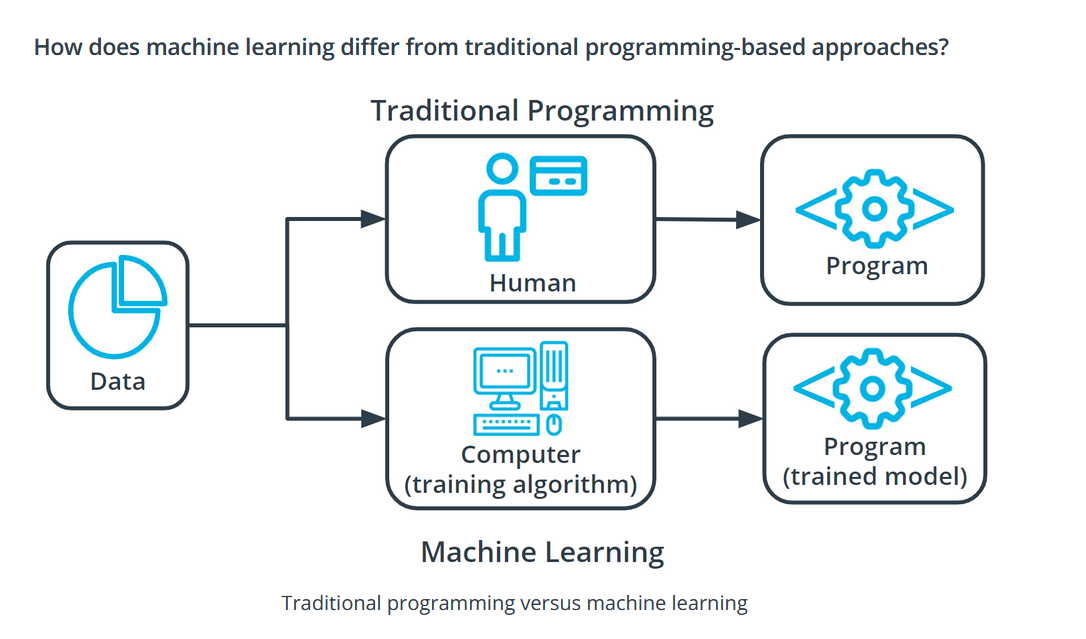 How does machine learning differ from traditional programming-based approaches?
Traditional Programming
Human
Program
Data
Computer
(training algorithm)
Program
(trained model)
Machine Learning
Traditional programming versus machine learning